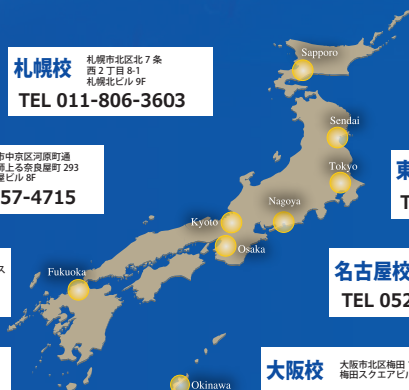 Sapporo
札幌校
札幌市北区北 7 条
西 2 丁目 8-1
札幌北ビル 9F
TEL 011-806-3603
Sendai
市中京区河原町通
上る奈良屋町 293
屋ビル 8F
57-4715
Tokyo
東
T
Nagoya
Kyoto
Osaka
ス
Fukuoka
名古屋校
TEL 052
大阪校
大阪市北区梅田
梅田スクエアビル
Okinawa